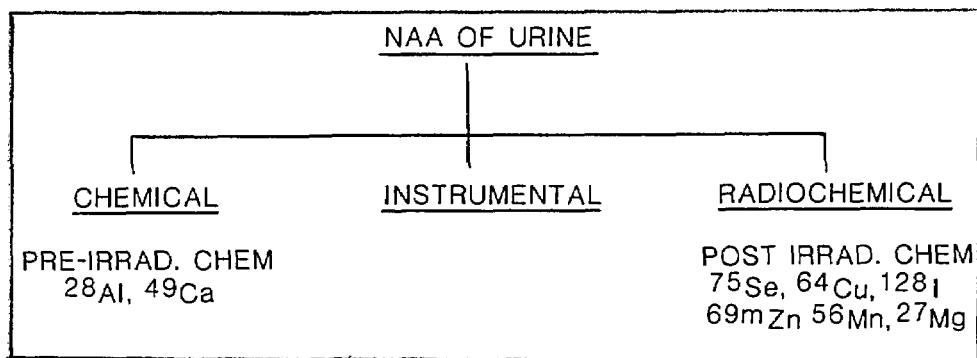 NAA OF URINE
CHEMICAL INSTRUMENTAL RADIOCHEMICAL
PRE-IRRAD. CHEM
28Al, 49Ca
POST IRRAD. CHEM
75Se, 64Cu, 128I
69mZn 56Mn, 27Mg